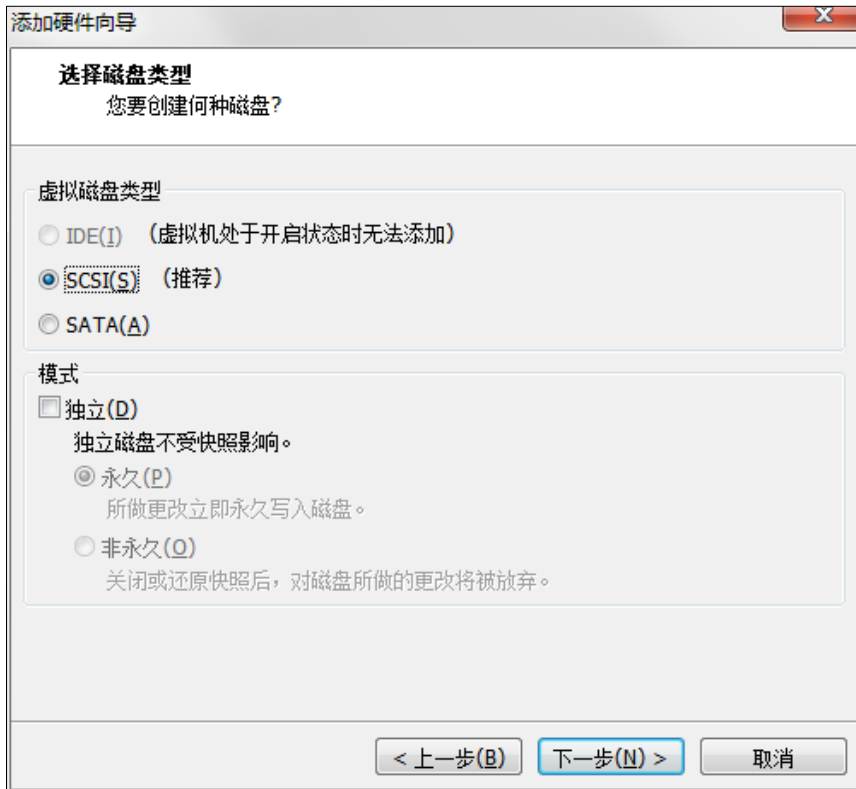 添加硬件向导
选择磁盘类型
您要创建何种磁盘?
虚拟磁盘类型
IDE(I) (虚拟机处于开启状态时无法添加)
SCSI(S) (推荐)
SATA(A)
模式
独立(D)
独立磁盘不受快照影响。
永久(P)
所做更改立即永久写入磁盘。
非永久(O)
关闭或还原快照后，对磁盘所做的更改将被放弃。
< 上一步(B) 下一步(N) > 取消